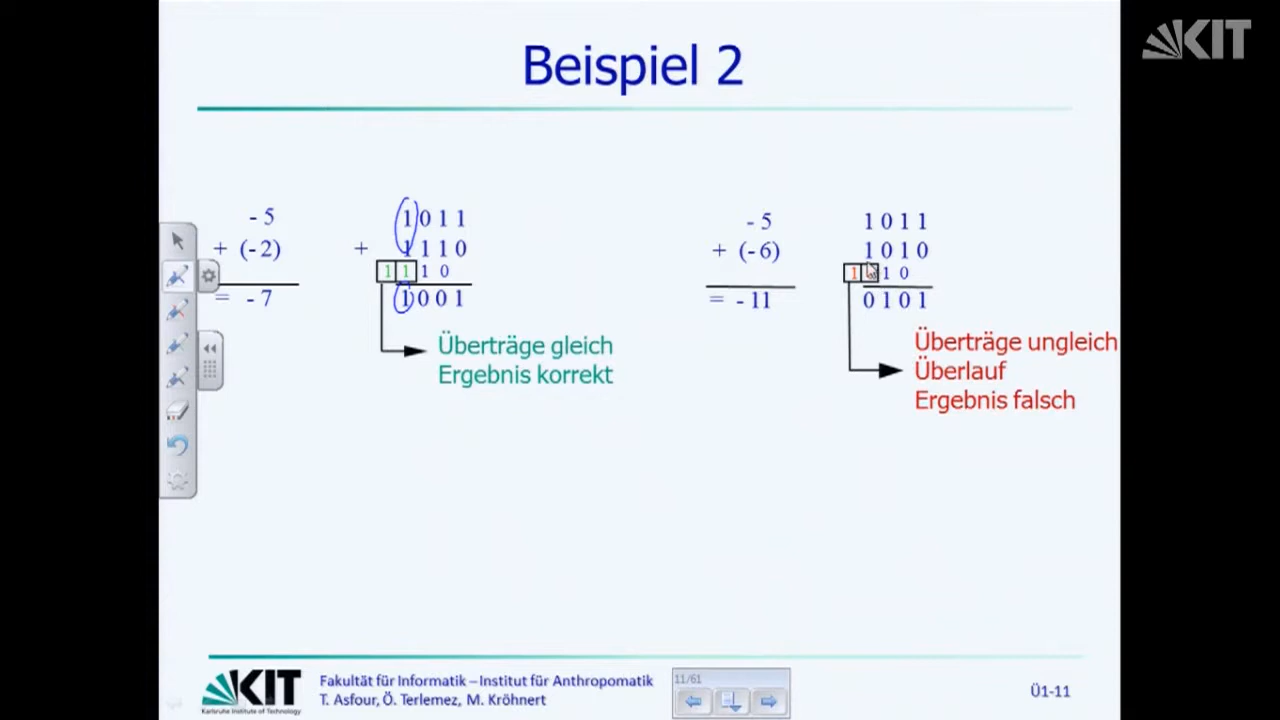 KIT
Beispiel 2
- 5
+ (- 2)
= - 7
1 0 1 1
+ 1 1 1 0
1 1 1 0
1 0 0 1
Überträge gleich
Ergebnis korrekt
- 5
+ (- 6)
= - 11
1 0 1 1
1 0 1 0
1 1 0
0 1 0 1
Überträge ungleich
Überlauf
Ergebnis falsch
KIT
Karlsruhe Institute of Technology
Fakultät für Informatik – Institut für Anthropomatik
T. Asfour, Ö. Terlemez, M. Kröhnert
11/61
Ü1-11